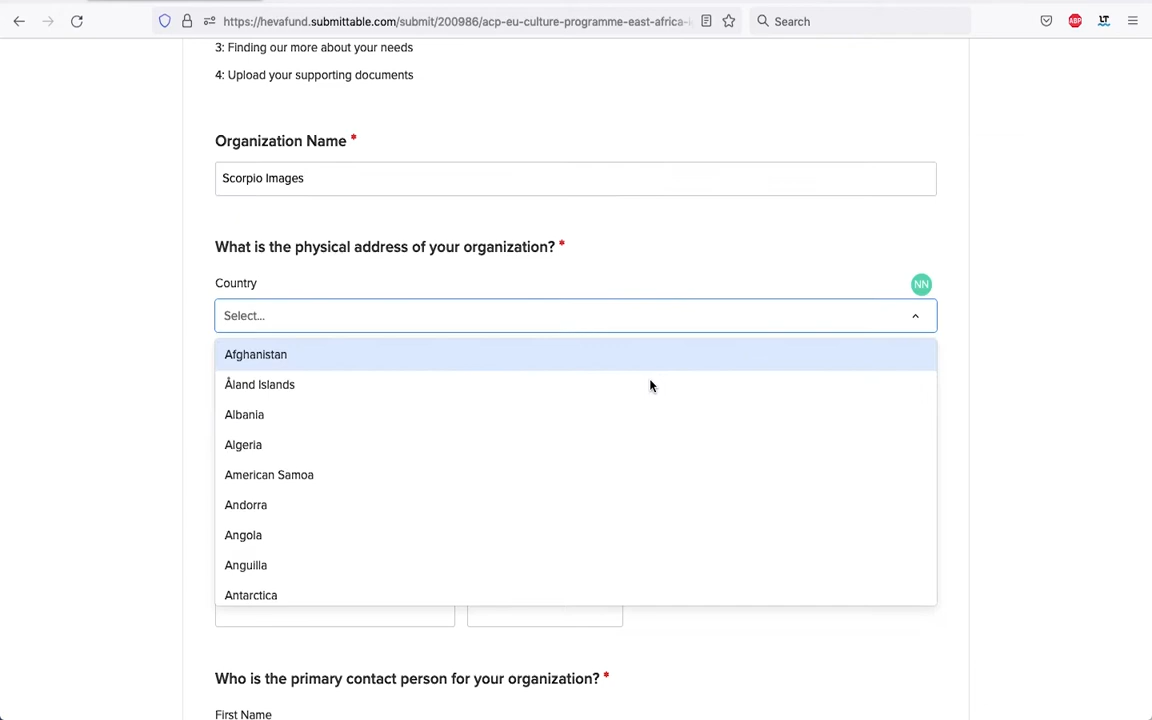 https://hevafund.submittable.com/submit/200986/acp-eu-culture-programme-east-africa-
Search
ABP
LT
3: Finding our more about your needs
4: Upload your supporting documents
Organization Name *
Scorpio Images
What is the physical address of your organization? *
Country
NN
Select...
Afghanistan
Åland Islands
Albania
Algeria
American Samoa
Andorra
Angola
Anguilla
Antarctica
Who is the primary contact person for your organization? *
First Name